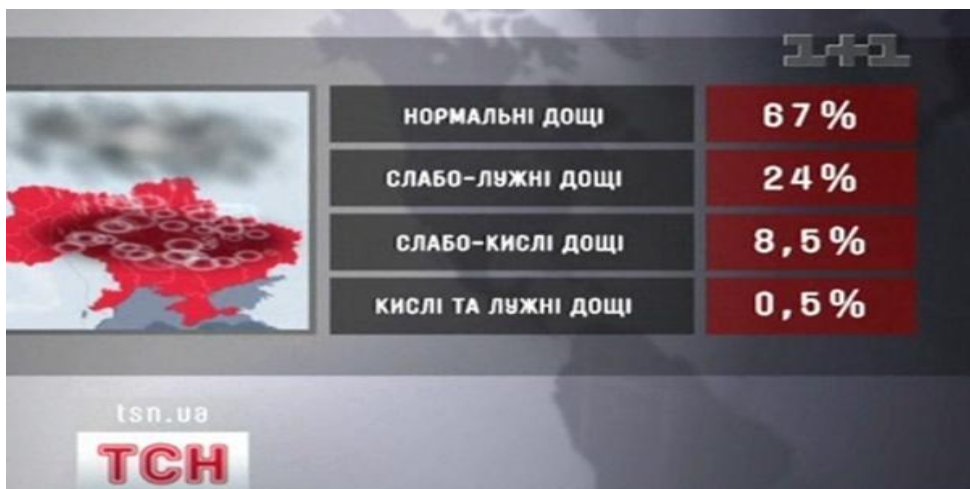 1+1
НОРМАЛЬНІ ДОЩІ 67%
СЛАБО-ЛУЖНІ ДОЩІ 24%
СЛАБО-КИСЛІ ДОЩІ 8,5%
КИСЛІ ТА ЛУЖНІ ДОЩІ 0,5%
tsn.ua
ТСН